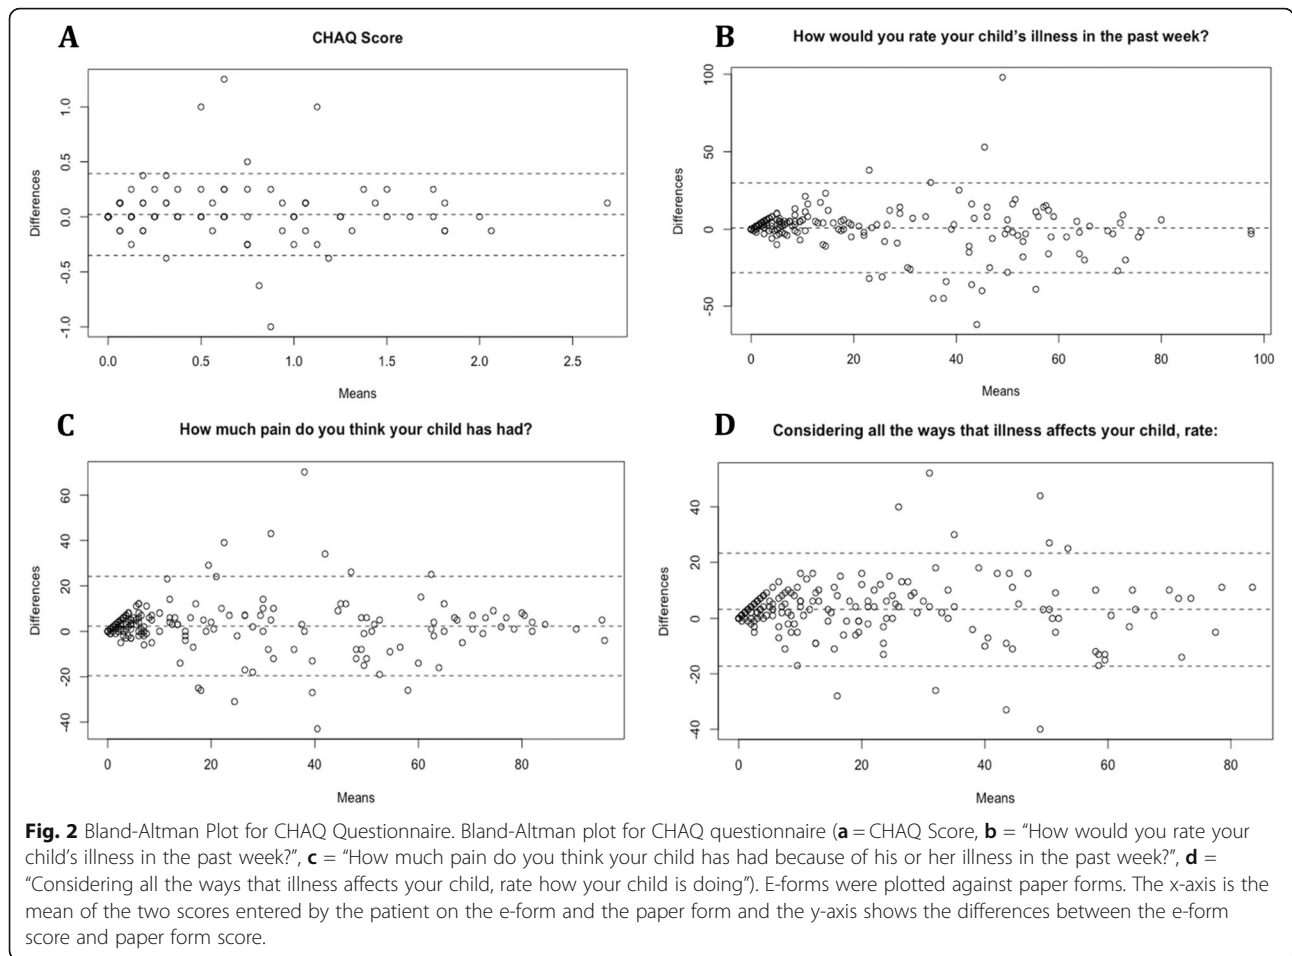 A
CHAQ Score
Differences
1.0
0.5
0.0
-0.5
-1.0
0.0 0.5 1.0 1.5 2.0 2.5
Means
B
How would you rate your child's illness in the past week?
Differences
100
50
0
-50
0 20 40 60 80 100
Means
C
How much pain do you think your child has had?
Differences
60
40
20
0
-20
-40
0 20 40 60 80
Means
D
Considering all the ways that illness affects your child, rate:
Differences
40
20
0
-20
-40
0 20 40 60 80
Means
Fig. 2 Bland-Altman Plot for CHAQ Questionnaire. Bland-Altman plot for CHAQ questionnaire (a = CHAQ Score, b = “How would you rate your
child’s illness in the past week?”, c = “How much pain do you think your child has had because of his or her illness in the past week?”, d =
“Considering all the ways that illness affects your child, rate how your child is doing”). E-forms were plotted against paper forms. The x-axis is the
mean of the two scores entered by the patient on the e-form and the paper form and the y-axis shows the differences between the e-form
score and paper form score.